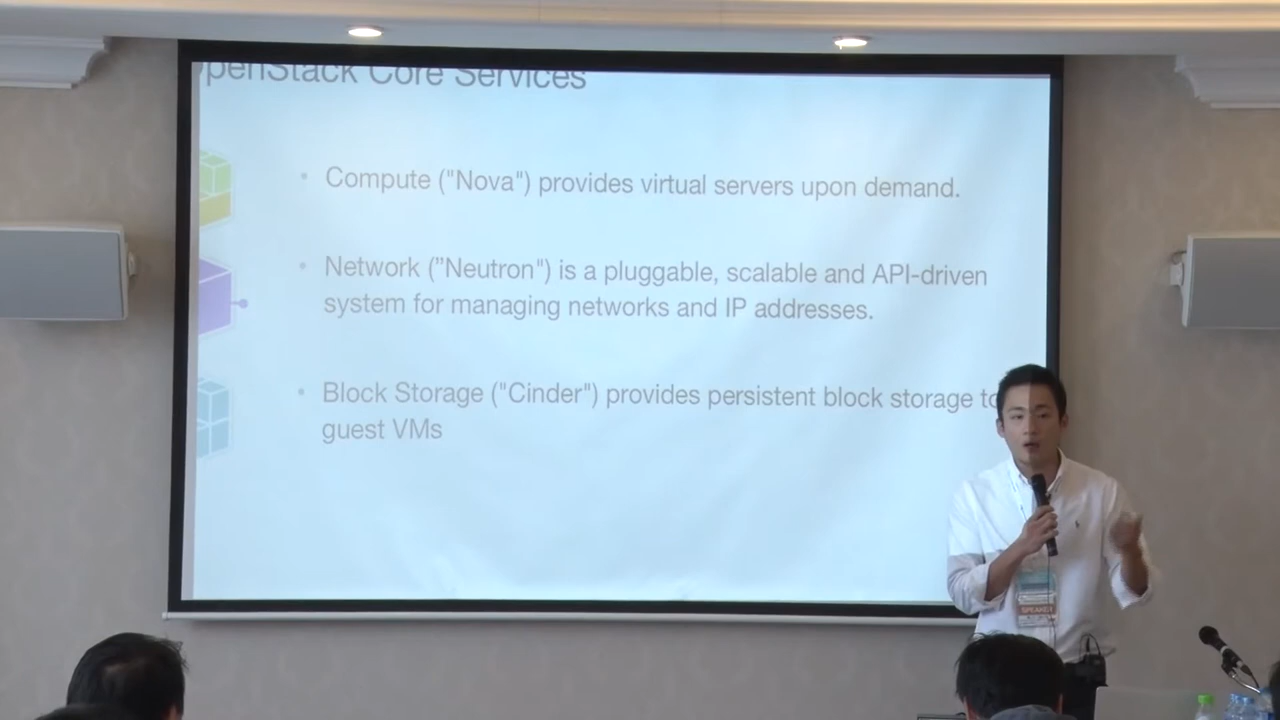 penStack Core Services
• Compute ("Nova") provides virtual servers upon demand.
• Network ("Neutron") is a pluggable, scalable and API-driven
system for managing networks and IP addresses.
• Block Storage ("Cinder") provides persistent block storage to
guest VMs
SPEAKER